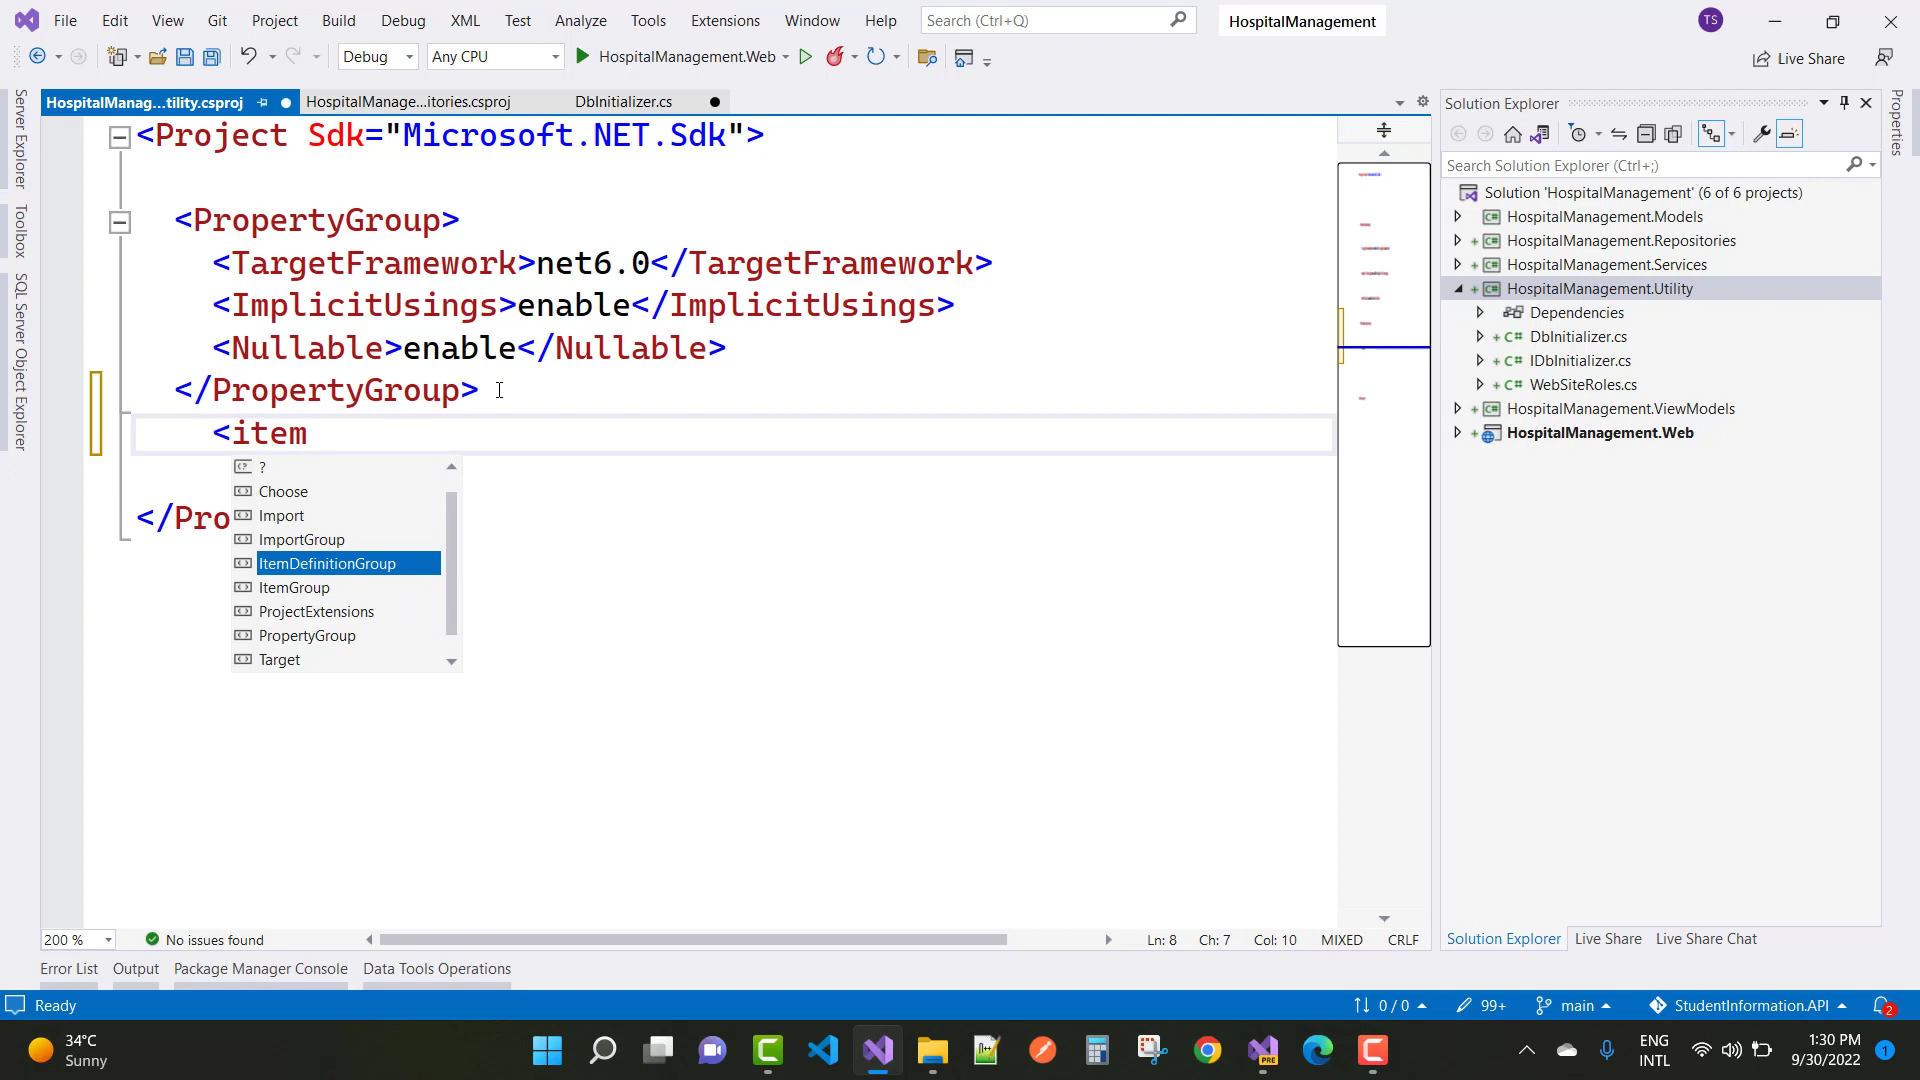 File Edit View Git Project Build Debug XML Test Analyze Tools Extensions Window Help Search (Ctrl+Q) HospitalManagement TS
Debug Any CPU HospitalManagement.Web Live Share
HospitalManag...tility.csproj HospitalManage...itories.csproj DbInitializer.cs
Server Explorer
Toolbox
SQL Server Object Explorer
<Project Sdk="Microsoft.NET.Sdk">
<PropertyGroup>
<TargetFramework>net6.0</TargetFramework>
<ImplicitUsings>enable</ImplicitUsings>
<Nullable>enable</Nullable>
</PropertyGroup>
<item
</Pro
?
Choose
Import
ImportGroup
ItemDefinitionGroup
ItemGroup
ProjectExtensions
PropertyGroup
Target
200 % No issues found Ln: 8 Ch: 7 Col: 10 MIXED CRLF
Solution Explorer
Search Solution Explorer (Ctrl+;)
Solution 'HospitalManagement' (6 of 6 projects)
HospitalManagement.Models
HospitalManagement.Repositories
HospitalManagement.Services
HospitalManagement.Utility
Dependencies
DbInitializer.cs
IDbInitializer.cs
WebSiteRoles.cs
HospitalManagement.ViewModels
HospitalManagement.Web
Solution Explorer Live Share Live Share Chat
Properties
Error List Output Package Manager Console Data Tools Operations
Ready 0 / 0 99+ main StudentInformation.API 2
34°C
Sunny
PRE
ENG
INTL
1:30 PM
9/30/2022
1